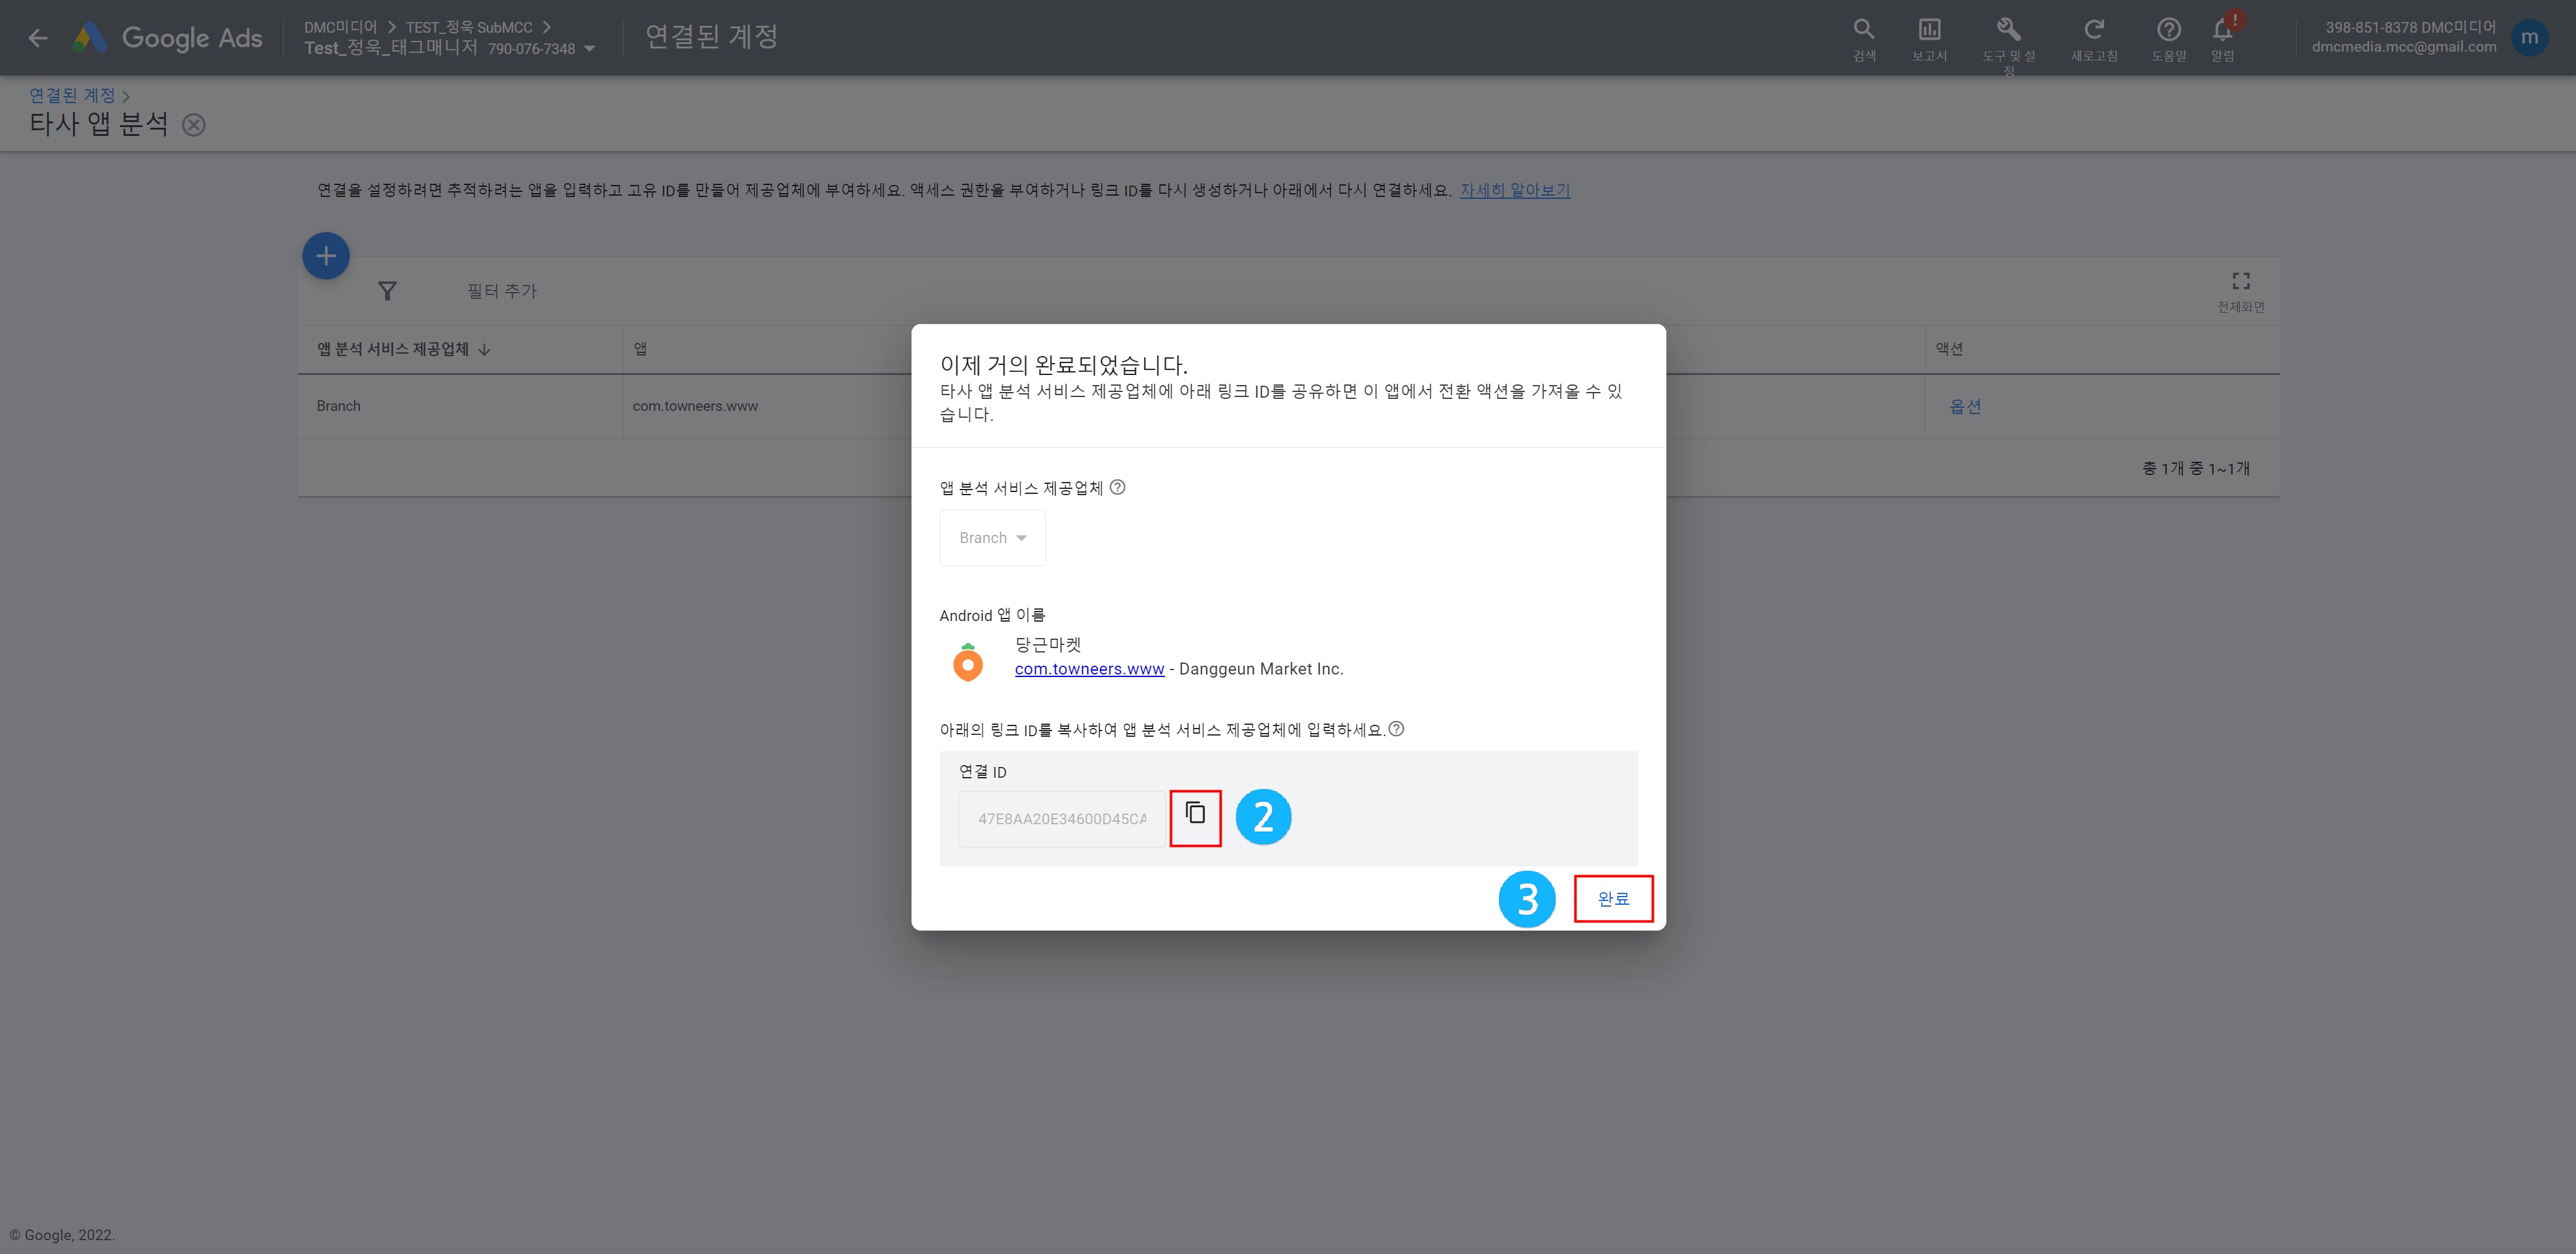 Google Ads
DMC미디어 > TEST_정욱 SubMCC >
Test_정욱_태그매니저 790-076-7348
연결된 계정
검색
보고서
도구 및 설
정
새로고침
도움말
!
알림
398-851-8378 DMC미디어
dmcmedia.mcc@gmail.com
m
연결된 계정 >
타사 앱 분석
연결을 설정하려면 추적하려는 앱을 입력하고 고유 ID를 만들어 제공업체에 부여하세요. 액세스 권한을 부여하거나 링크 ID를 다시 생성하거나 아래에서 다시 연결하세요. 자세히 알아보기
필터 추가
전체화면
앱 분석 서비스 제공업체 ↓
앱
액션
Branch
com.towneers.www
옵션
총 1개 중 1~1개
이제 거의 완료되었습니다.
타사 앱 분석 서비스 제공업체에 아래 링크 ID를 공유하면 이 앱에서 전환 액션을 가져올 수 있
습니다.
앱 분석 서비스 제공업체
Branch
Android 앱 이름
당근마켓
com.towneers.www - Danggeun Market Inc.
아래의 링크 ID를 복사하여 앱 분석 서비스 제공업체에 입력하세요.
연결 ID
47E8AA20E34600D45CA
2
3
완료
© Google, 2022.